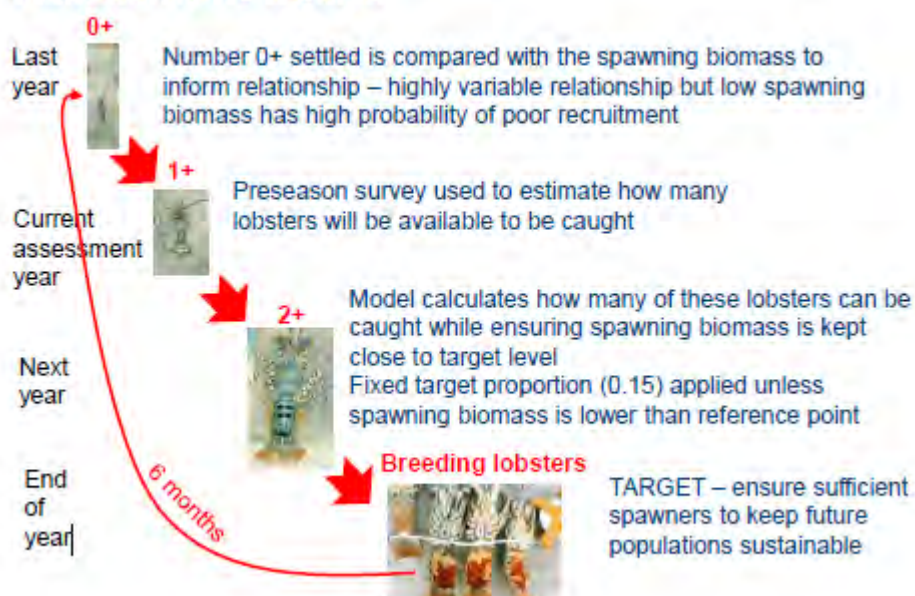 0+
Last
year
Number 0+ settled is compared with the spawning biomass to
inform relationship – highly variable relationship but low spawning
biomass has high probability of poor recruitment
1+
Current
assessment
year
Preseason survey used to estimate how many
lobsters will be available to be caught
2+
Next
year
Model calculates how many of these lobsters can be
caught while ensuring spawning biomass is kept
close to target level
Fixed target proportion (0.15) applied unless
spawning biomass is lower than reference point
Breeding lobsters
End
of
year
6 months
TARGET – ensure sufficient
spawners to keep future
populations sustainable